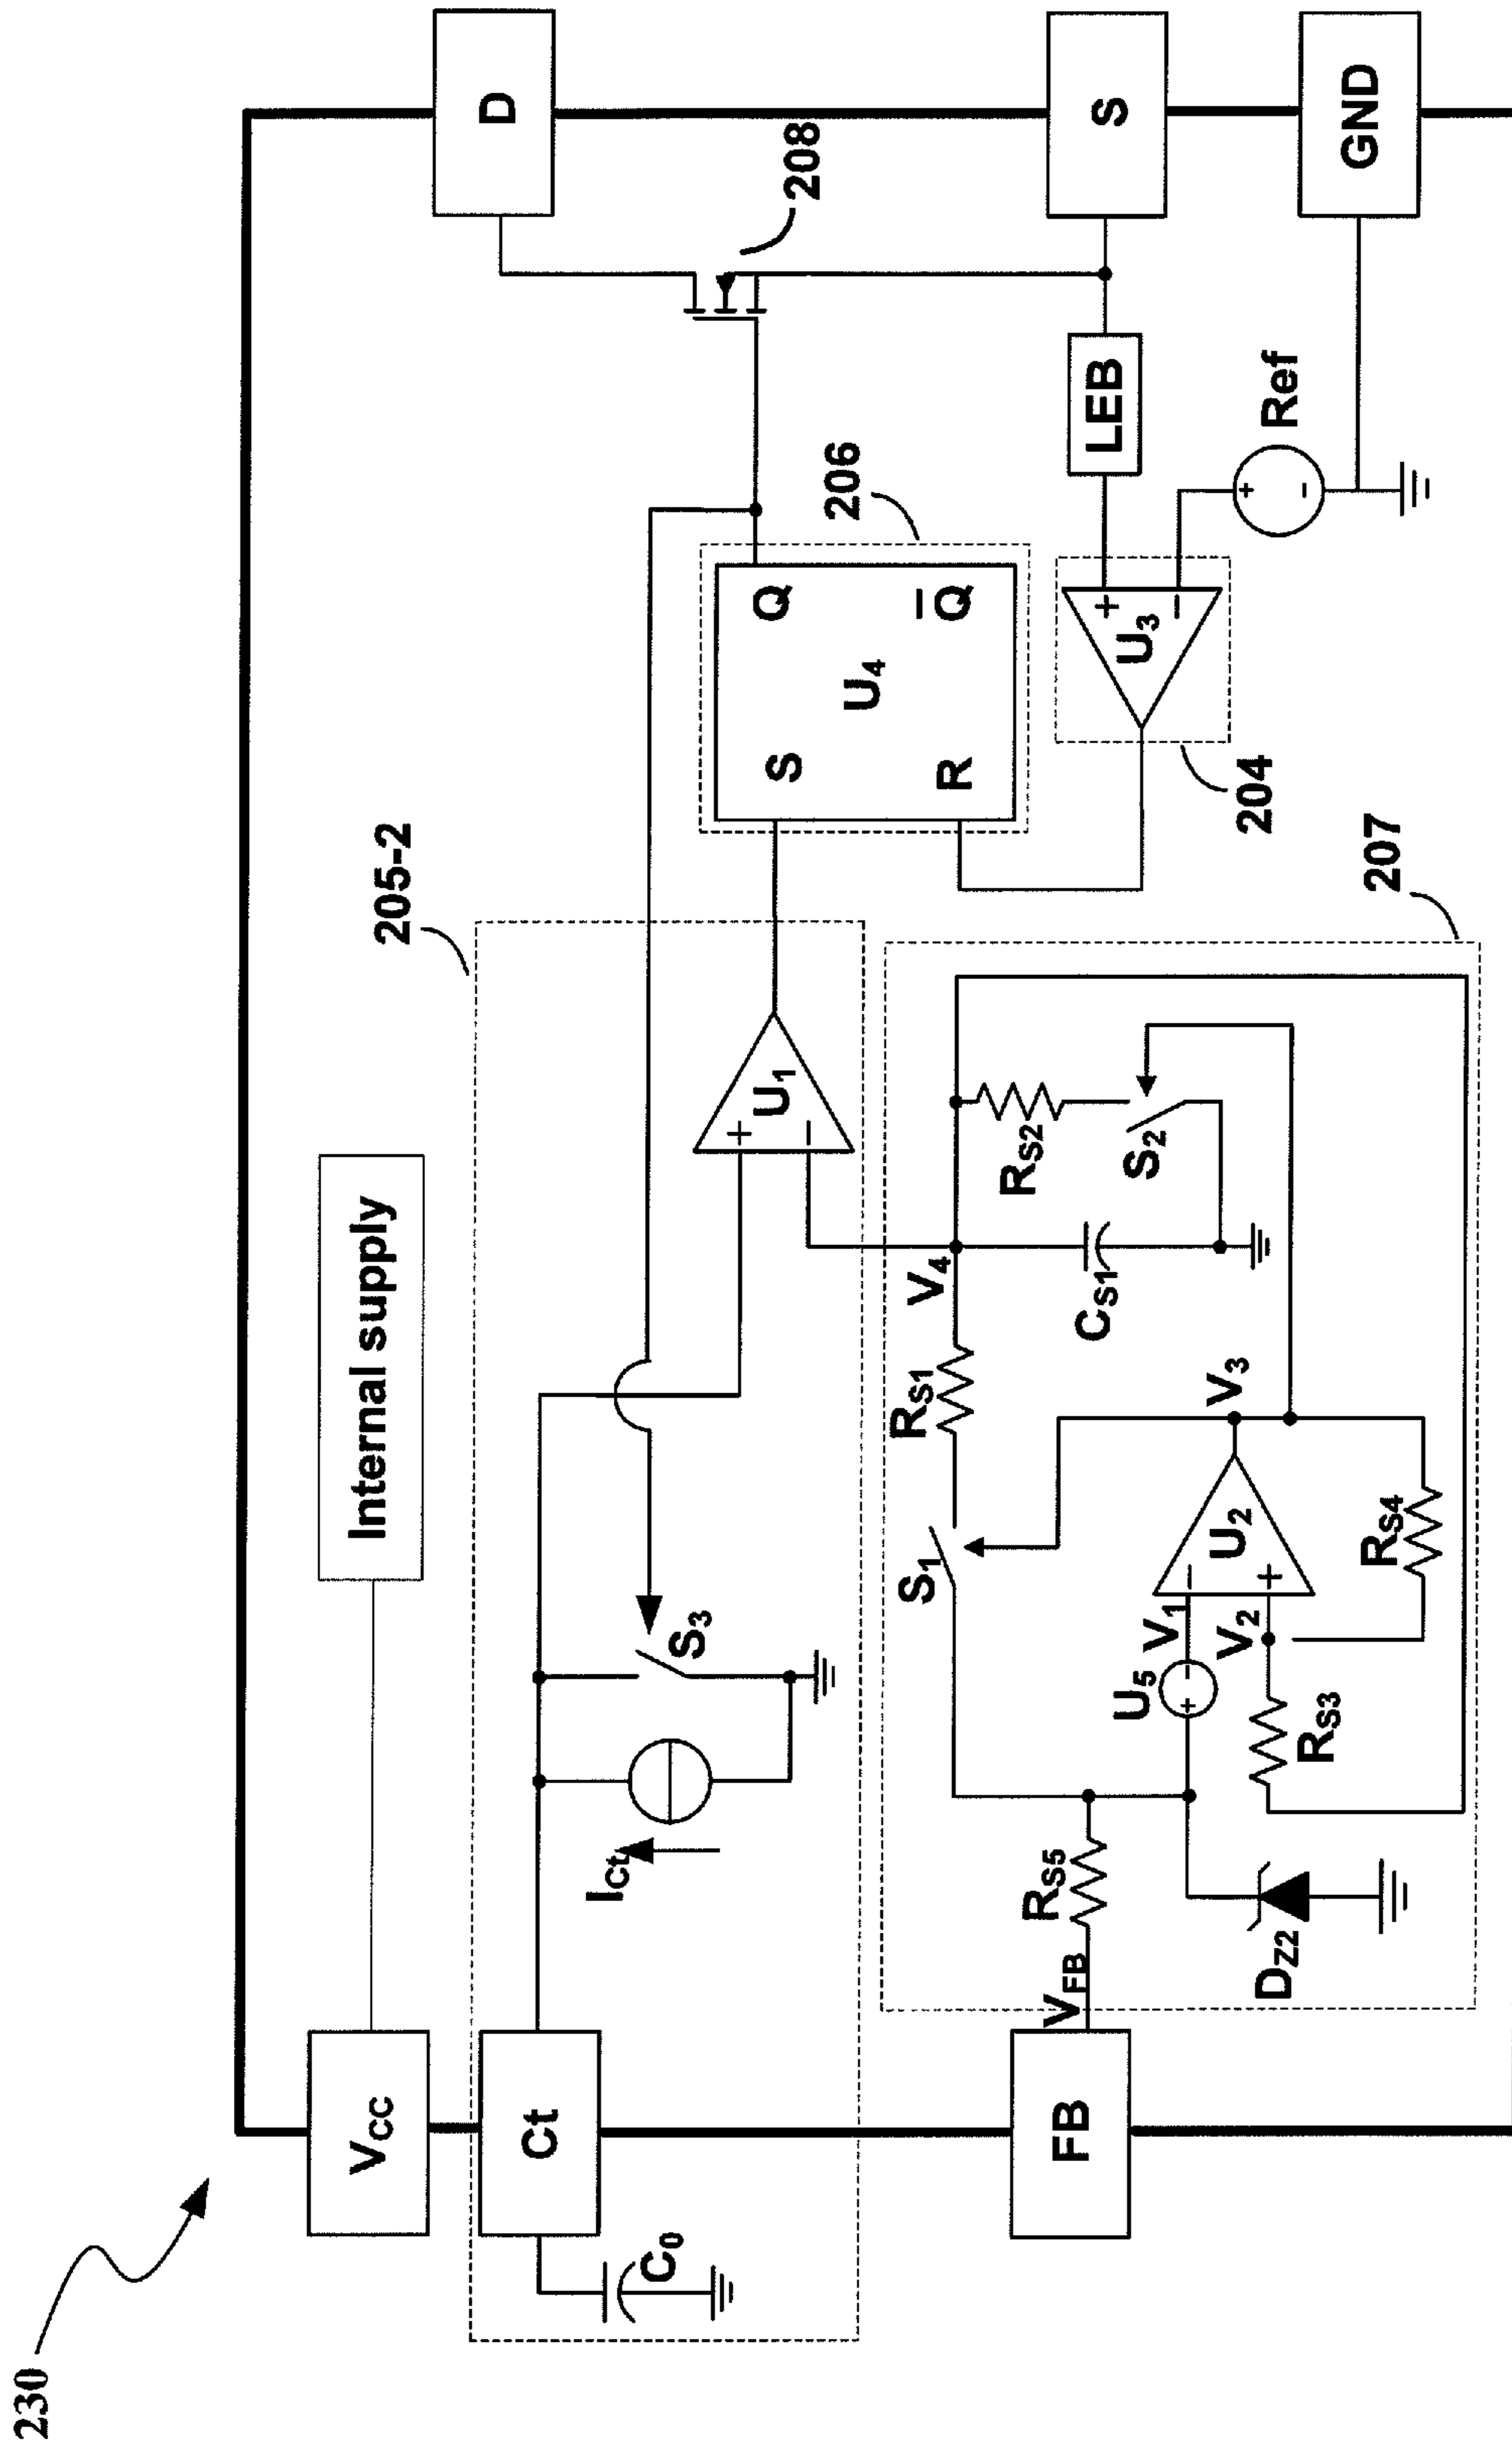 230
VCC
Internal supply
D
205-2
208
Ct
C0
ICt
S3
U1
+
−
206
S
Q
U4
R
Q̅
S
LEB
GND
Ref
+
-
U3
+
−
204
207
FB
VFB
RS5
DZ2
S1
RS1
V4
RS2
S2
CS1
U5
+
-
V1
V2
−
+
U2
V3
RS3
RS4